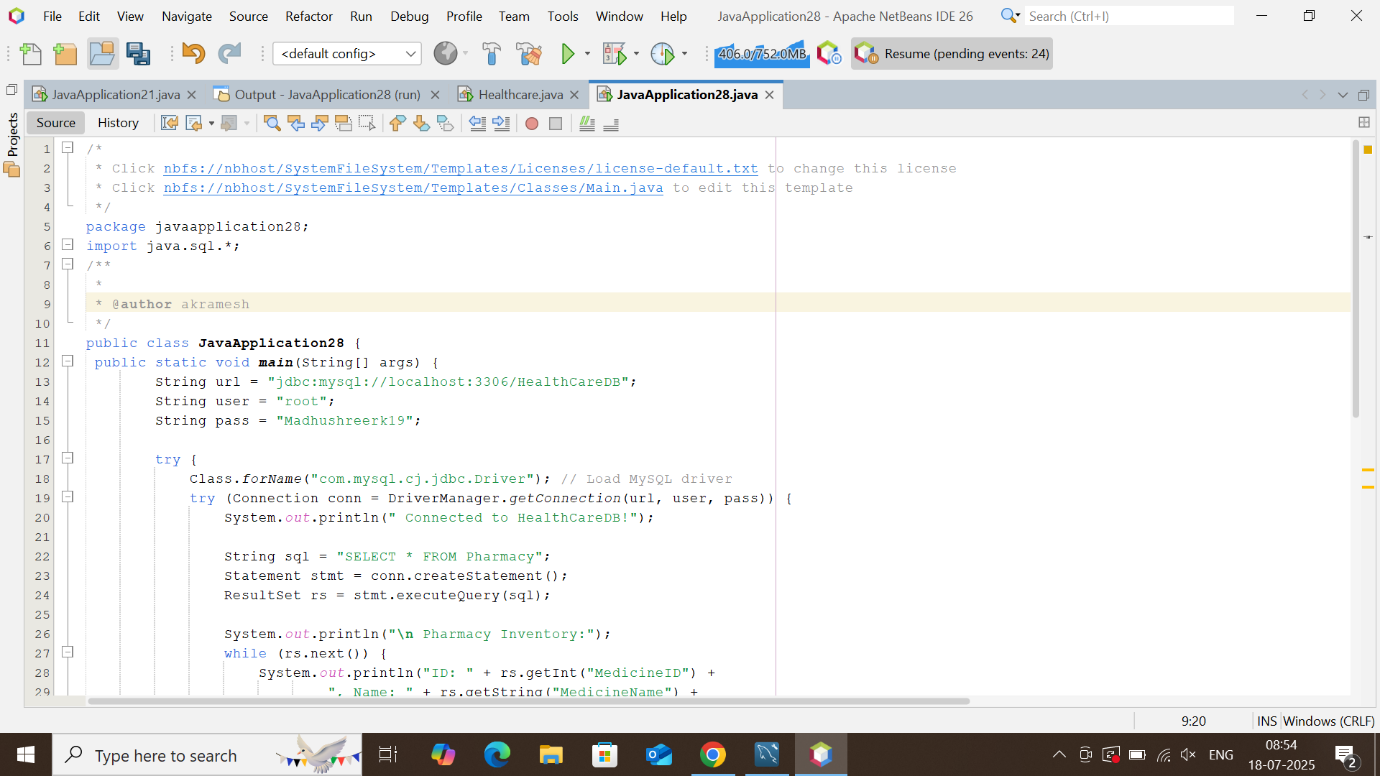 File Edit View Navigate Source Refactor Run Debug Profile Team Tools Window Help JavaApplication28 - Apache NetBeans IDE 26 Search (Ctrl+I)
<default config> 406.0/752.0MB Resume (pending events: 24)
JavaApplication21.java Output - JavaApplication28 (run) Healthcare.java JavaApplication28.java
Source History
Projects
1 /*
2 * Click nbfs://nbhost/SystemFileSystem/Templates/Licenses/license-default.txt to change this license
3 * Click nbfs://nbhost/SystemFileSystem/Templates/Classes/Main.java to edit this template
4 */
5 package javaapplication28;
6 import java.sql.*;
7 /**
8 *
9 * @author akramesh
10 */
11 public class JavaApplication28 {
12 public static void main(String[] args) {
13 String url = "jdbc:mysql://localhost:3306/HealthCareDB";
14 String user = "root";
15 String pass = "Madhushreerk19";
16
17 try {
18 Class.forName("com.mysql.cj.jdbc.Driver"); // Load MySQL driver
19 try (Connection conn = DriverManager.getConnection(url, user, pass)) {
20 System.out.println(" Connected to HealthCareDB!");
21
22 String sql = "SELECT * FROM Pharmacy";
23 Statement stmt = conn.createStatement();
24 ResultSet rs = stmt.executeQuery(sql);
25
26 System.out.println("\n Pharmacy Inventory:");
27 while (rs.next()) {
28 System.out.println("ID: " + rs.getInt("MedicineID") +
29 ", Name: " + rs.getString("MedicineName") +
9:20 INS Windows (CRLF)
Type here to search ENG 08:54
18-07-2025 2